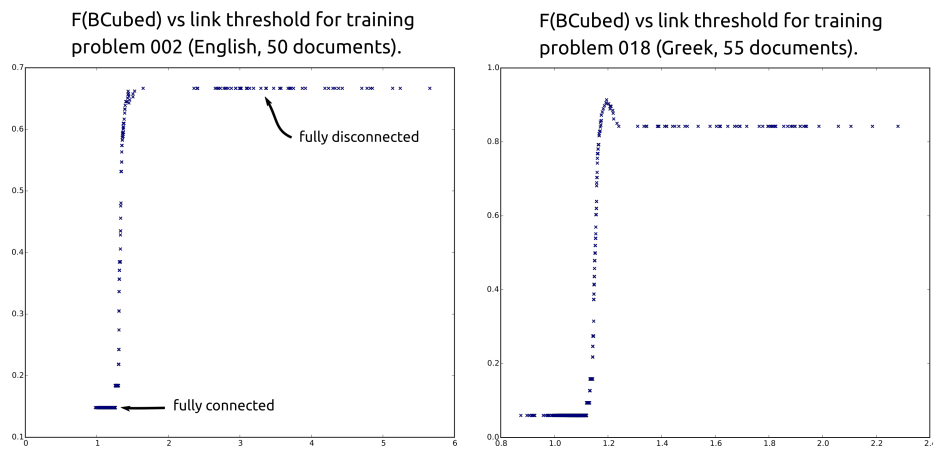 F(BCubed) vs link threshold for training
problem 002 (English, 50 documents).
0.7
0.6
0.5
0.4
0.3
0.2
0.1
0 1 2 3 4 5 6
fully disconnected
fully connected
F(BCubed) vs link threshold for training
problem 018 (Greek, 55 documents).
1.0
0.8
0.6
0.4
0.2
0.0
0.8 1.0 1.2 1.4 1.6 1.8 2.0 2.2